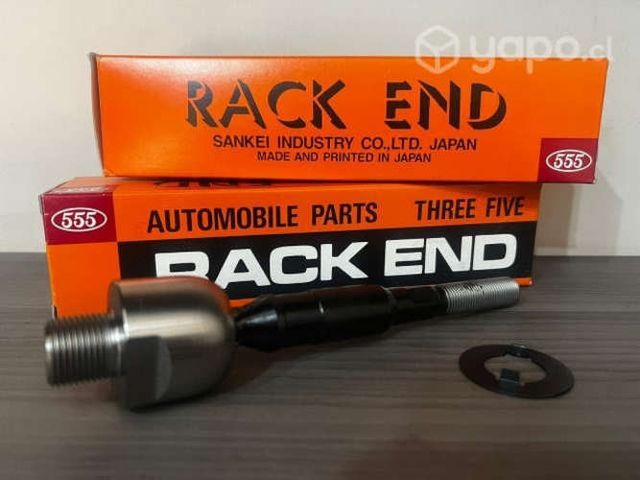 yapo.cl
RACK END
SANKEI INDUSTRY CO.,LTD. JAPAN
MADE AND PRINTED IN JAPAN
555
555
AUTOMOBILE PARTS THREE FIVE
RACK END